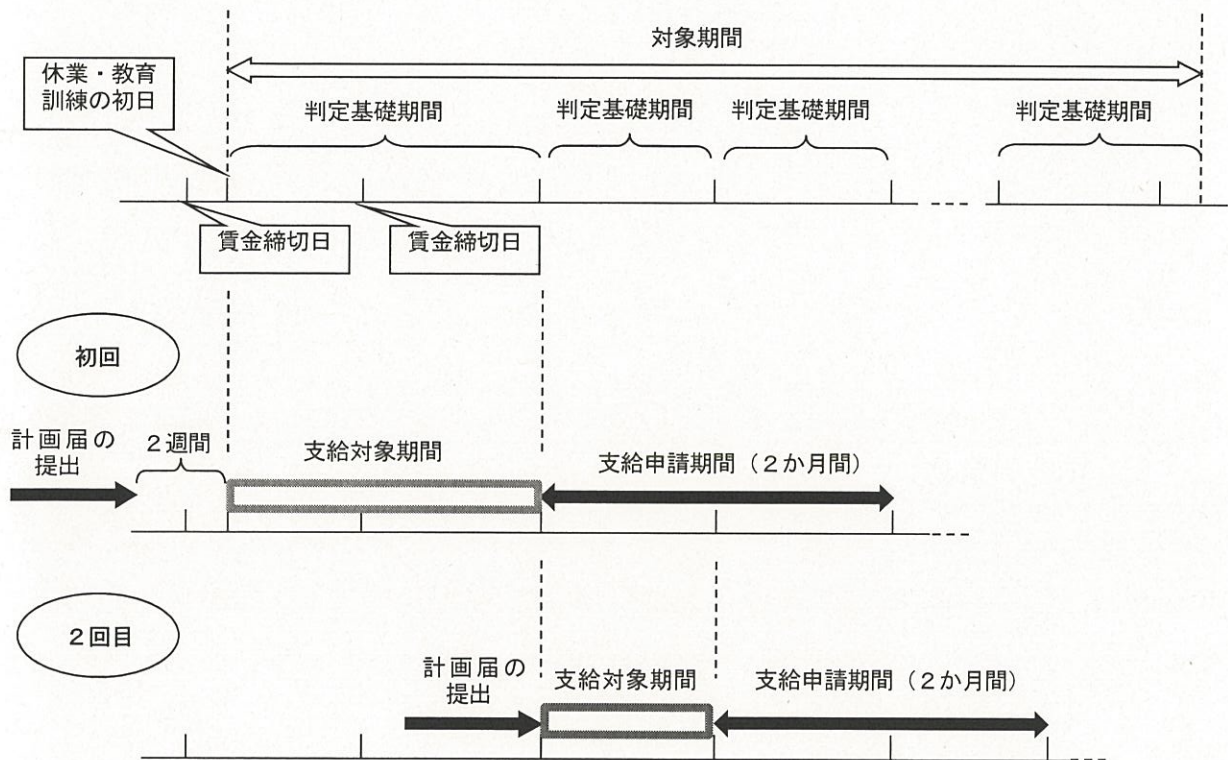 対象期間
休業・教育
訓練の初日
判定基礎期間
判定基礎期間
判定基礎期間
判定基礎期間
賃金締切日
賃金締切日
初回
計画届の
提出
２週間
支給対象期間
支給申請期間（２か月間）
２回目
計画届の
提出
支給対象期間
支給申請期間（２か月間）